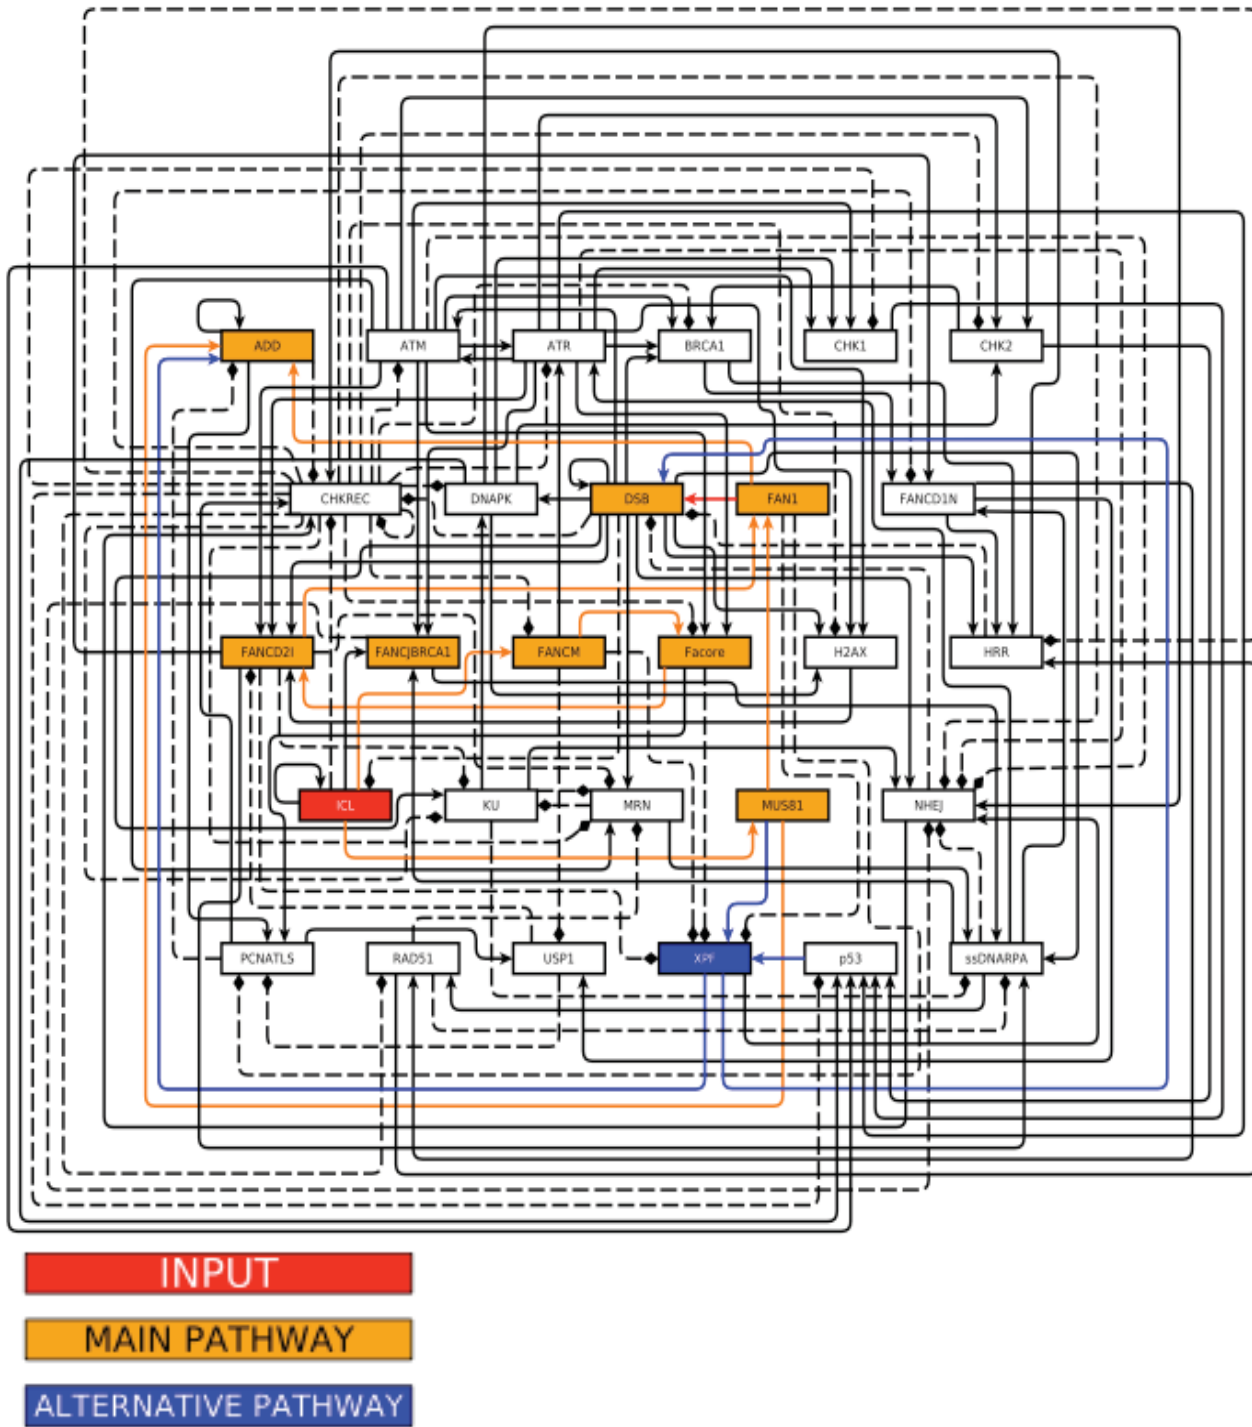 ADD
ATM
ATR
BRCA1
CHK1
CHK2
CHKREC
DNAPK
DSB
FAN1
FANCD1N
FANCD2I
FANCJBRCA1
FANCM
Facore
H2AX
HRR
ICL
KU
MRN
MUS81
NHEJ
PCNATLS
RAD51
USP1
XPF
p53
ssDNARPA
INPUT
MAIN PATHWAY
ALTERNATIVE PATHWAY